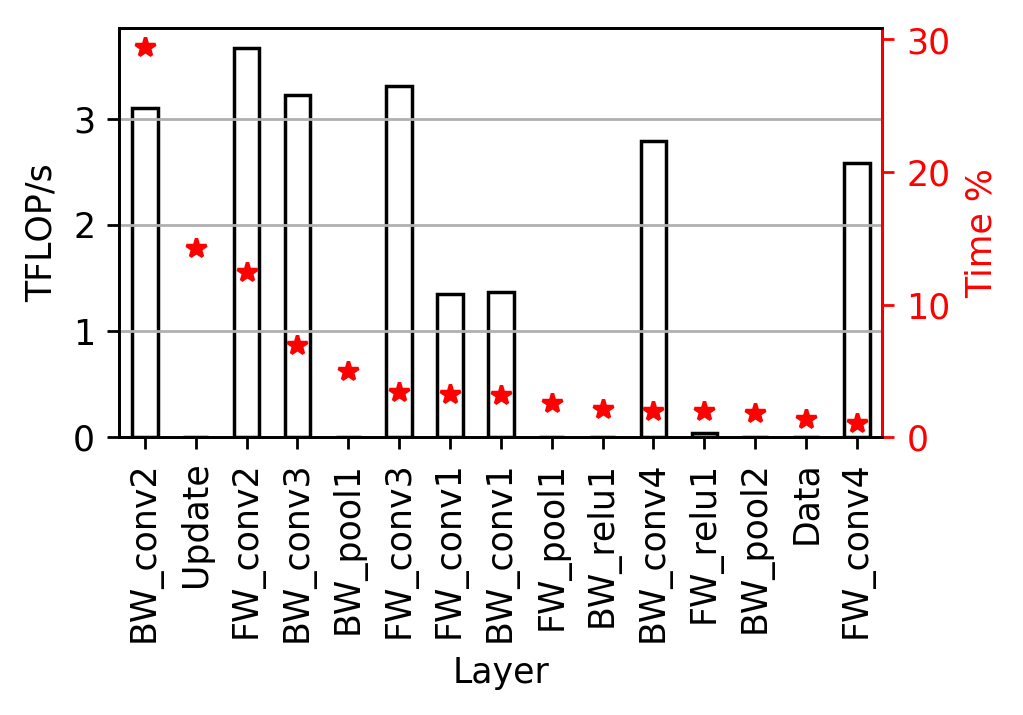 TFLOP/s
3
2
1
0
30
20
10
0
Time %
BW_conv2
Update
FW_conv2
BW_conv3
BW_pool1
FW_conv3
FW_conv1
BW_conv1
FW_pool1
BW_relu1
BW_conv4
FW_relu1
BW_pool2
Data
FW_conv4
Layer